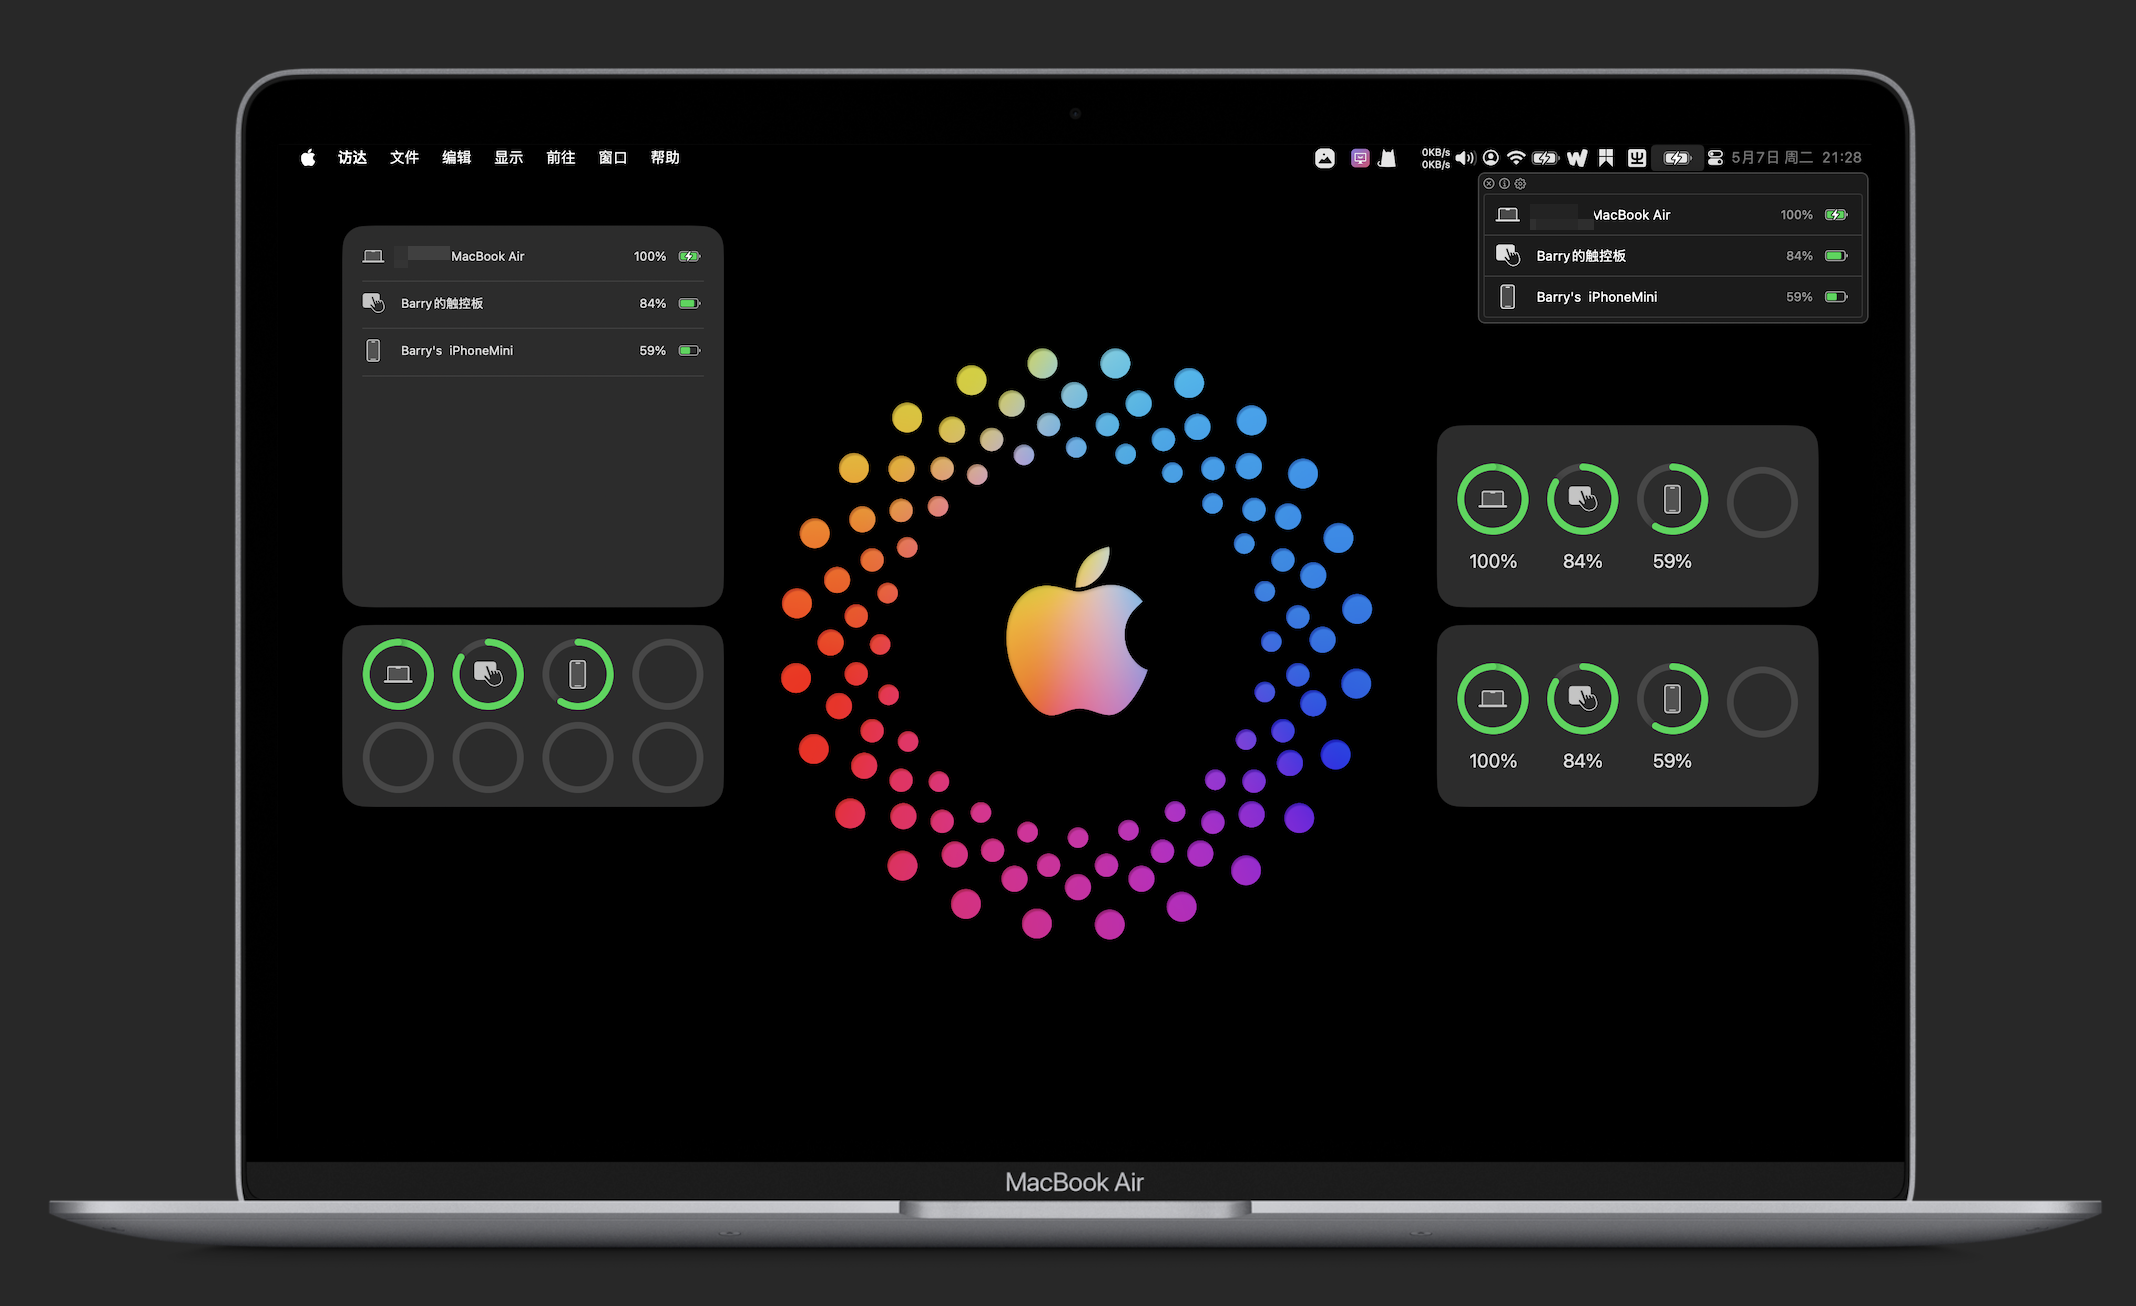 访达 文件 编辑 显示 前往 窗口 帮助
0KB/s
0KB/s
5月7日 周二 21:28
MacBook Air 100%
Barry的触控板 84%
Barry's iPhoneMini 59%
MacBook Air 100%
Barry的触控板 84%
Barry's iPhoneMini 59%
100% 84% 59%
100% 84% 59%
MacBook Air